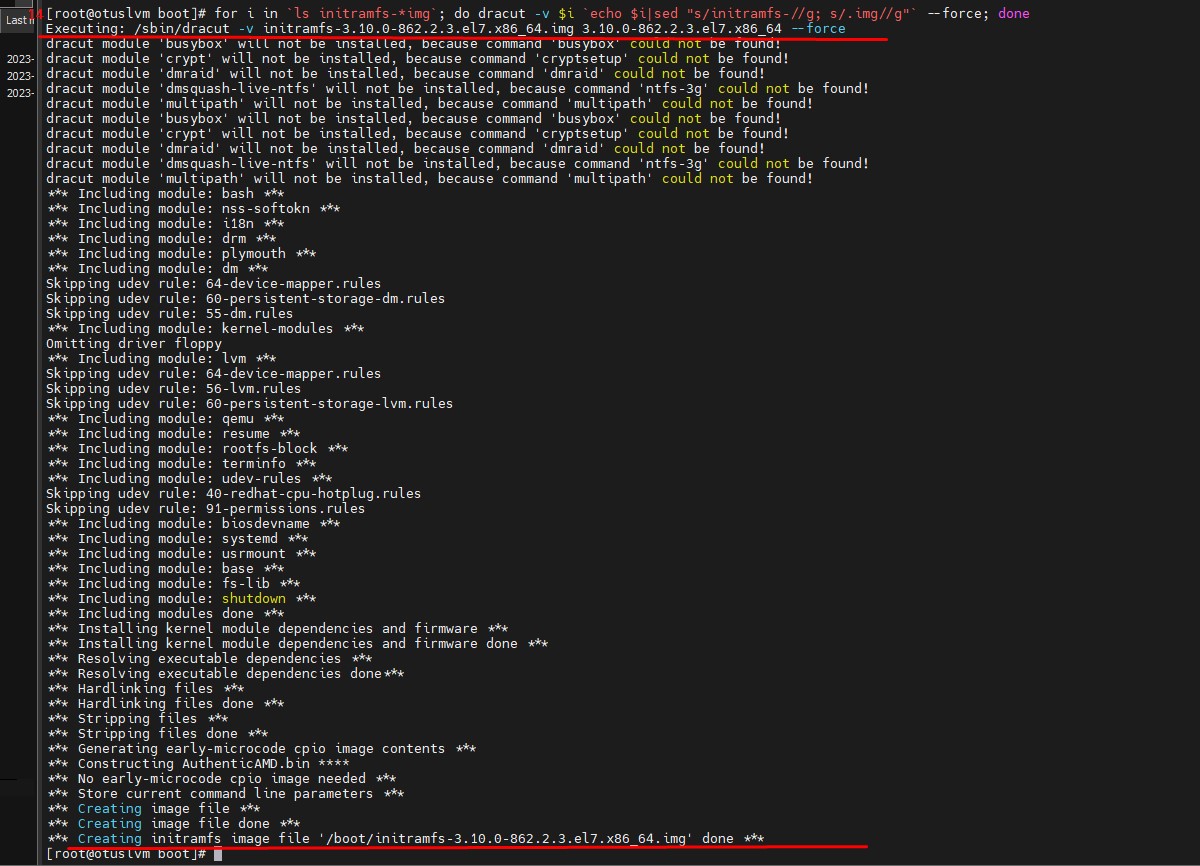 14
Last n
2023-
2023-
2023-
[root@otuslvm boot]# for i in `ls initramfs-*img`; do dracut -v $i `echo $i|sed "s/initramfs-//g; s/.img//g"` --force; done
Executing: /sbin/dracut -v initramfs-3.10.0-862.2.3.el7.x86_64.img 3.10.0-862.2.3.el7.x86_64 --force
dracut module 'busybox' will not be installed, because command 'busybox' could not be found!
dracut module 'crypt' will not be installed, because command 'cryptsetup' could not be found!
dracut module 'dmraid' will not be installed, because command 'dmraid' could not be found!
dracut module 'dmsquash-live-ntfs' will not be installed, because command 'ntfs-3g' could not be found!
dracut module 'multipath' will not be installed, because command 'multipath' could not be found!
dracut module 'busybox' will not be installed, because command 'busybox' could not be found!
dracut module 'crypt' will not be installed, because command 'cryptsetup' could not be found!
dracut module 'dmraid' will not be installed, because command 'dmraid' could not be found!
dracut module 'dmsquash-live-ntfs' will not be installed, because command 'ntfs-3g' could not be found!
dracut module 'multipath' will not be installed, because command 'multipath' could not be found!
*** Including module: bash ***
*** Including module: nss-softokn ***
*** Including module: i18n ***
*** Including module: drm ***
*** Including module: plymouth ***
*** Including module: dm ***
Skipping udev rule: 64-device-mapper.rules
Skipping udev rule: 60-persistent-storage-dm.rules
Skipping udev rule: 55-dm.rules
*** Including module: kernel-modules ***
Omitting driver floppy
*** Including module: lvm ***
Skipping udev rule: 64-device-mapper.rules
Skipping udev rule: 56-lvm.rules
Skipping udev rule: 60-persistent-storage-lvm.rules
*** Including module: qemu ***
*** Including module: resume ***
*** Including module: rootfs-block ***
*** Including module: terminfo ***
*** Including module: udev-rules ***
Skipping udev rule: 40-redhat-cpu-hotplug.rules
Skipping udev rule: 91-permissions.rules
*** Including module: biosdevname ***
*** Including module: systemd ***
*** Including module: usrmount ***
*** Including module: base ***
*** Including module: fs-lib ***
*** Including module: shutdown ***
*** Including modules done ***
*** Installing kernel module dependencies and firmware ***
*** Installing kernel module dependencies and firmware done ***
*** Resolving executable dependencies ***
*** Resolving executable dependencies done***
*** Hardlinking files ***
*** Hardlinking files done ***
*** Stripping files ***
*** Stripping files done ***
*** Generating early-microcode cpio image contents ***
*** Constructing AuthenticAMD.bin ****
*** No early-microcode cpio image needed ***
*** Store current command line parameters ***
*** Creating image file ***
*** Creating image file done ***
*** Creating initramfs image file '/boot/initramfs-3.10.0-862.2.3.el7.x86_64.img' done ***
[root@otuslvm boot]#